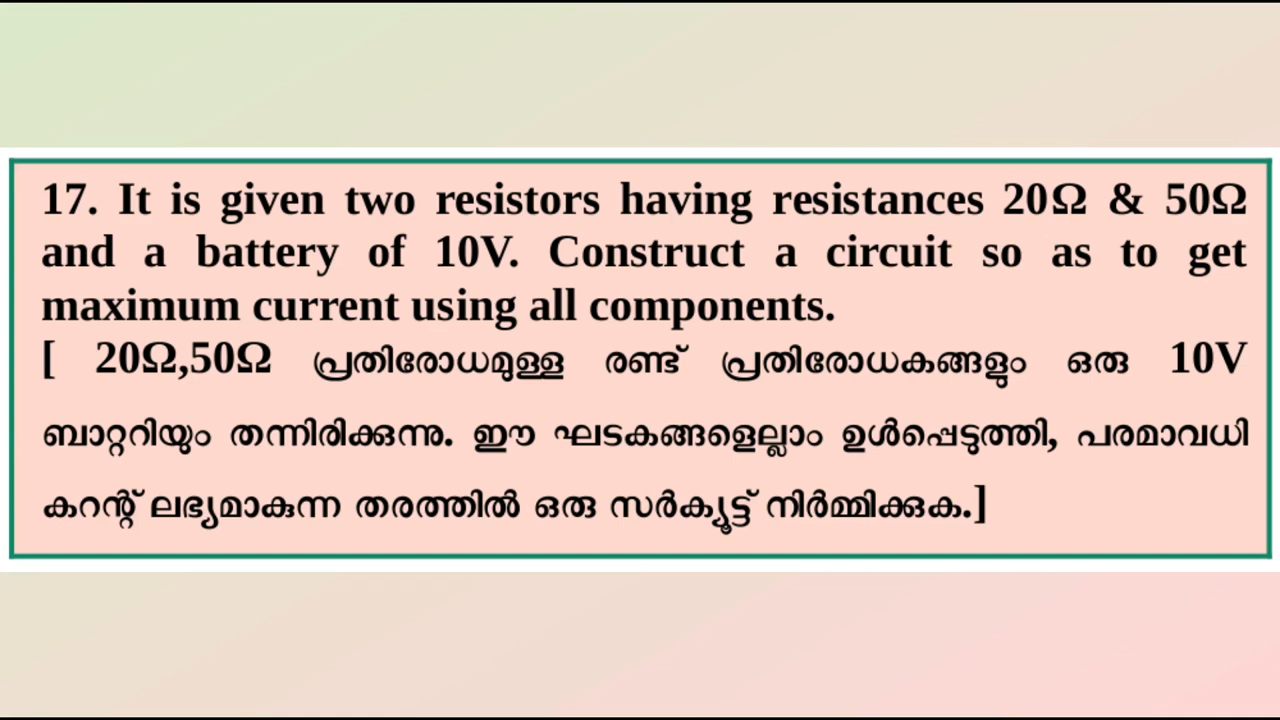 17. It is given two resistors having resistances 20Ω & 50Ω
and a battery of 10V. Construct a circuit so as to get
maximum current using all components.
[ 20Ω,50Ω പ്രതിരോധമുള്ള രണ്ട് പ്രതിരോധകങ്ങളും ഒരു 10V
ബാറ്ററിയും തന്നിരിക്കുന്നു. ഈ ഘടകങ്ങളെല്ലാം ഉൾപ്പെടുത്തി, പരമാവധി
കറന്റ് ലഭ്യമാകുന്ന തരത്തിൽ ഒരു സർക്യൂട്ട് നിർമ്മിക്കുക.]